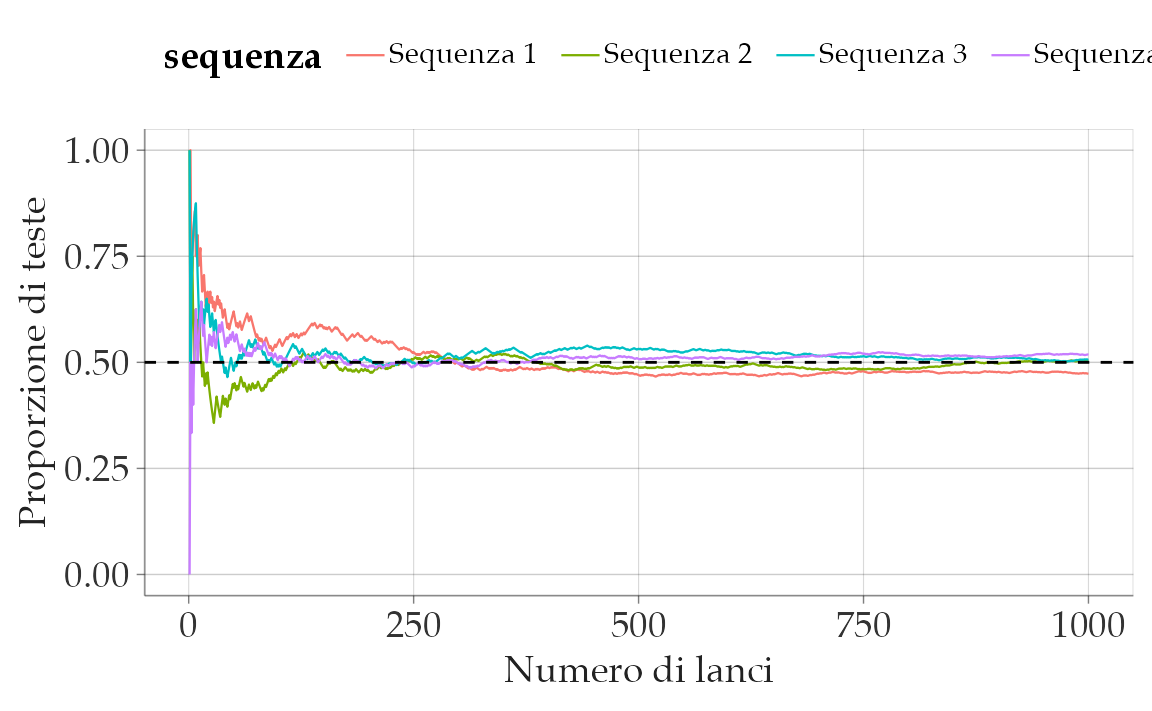 sequenza Sequenza 1 Sequenza 2 Sequenza 3 Sequenza
Proporzione di teste
1.00
0.75
0.50
0.25
0.00
0 250 500 750 1000
Numero di lanci